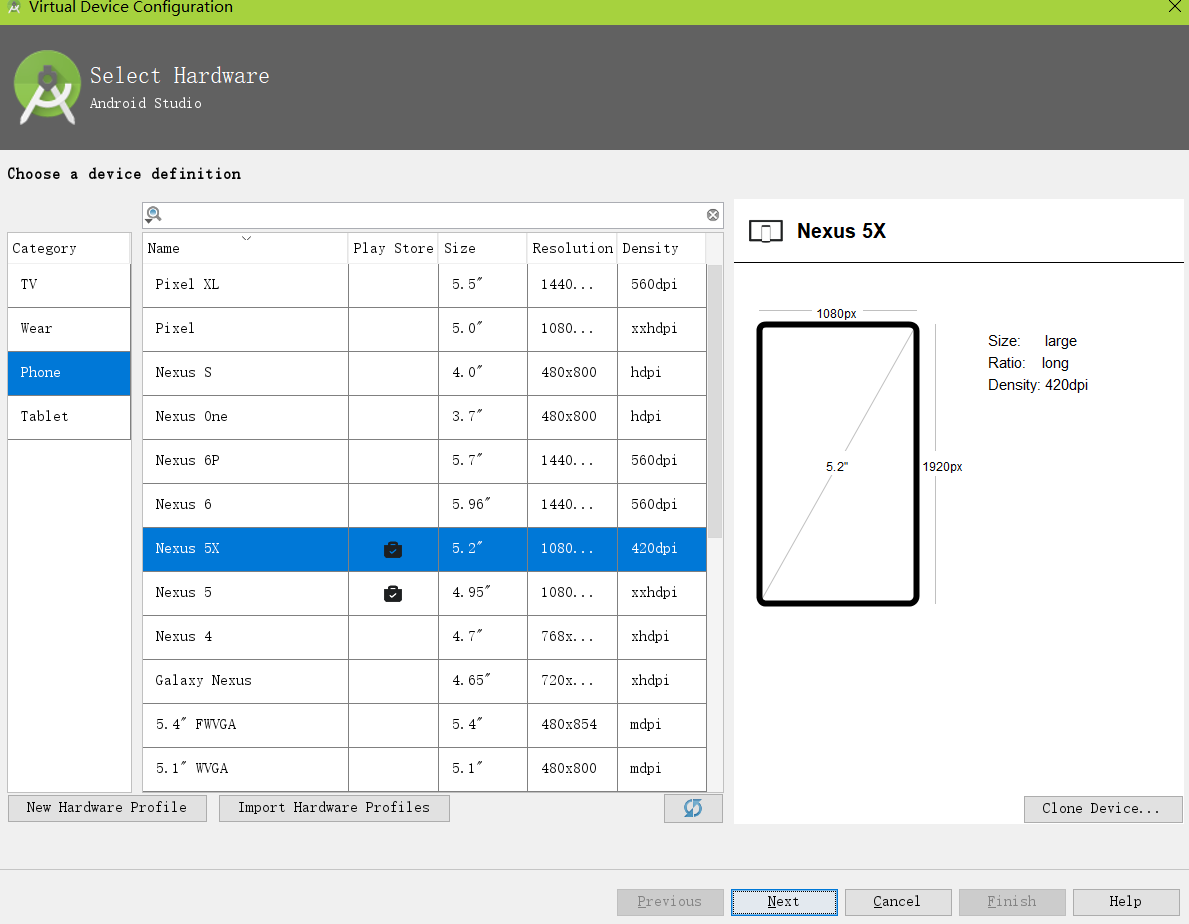 Virtual Device Configuration
Select Hardware
Android Studio
Choose a device definition
Category
TV
Wear
Phone
Tablet
Name Play Store Size Resolution Density
Pixel XL 5.5" 1440... 560dpi
Pixel 5.0" 1080... xxhdpi
Nexus S 4.0" 480x800 hdpi
Nexus One 3.7" 480x800 hdpi
Nexus 6P 5.7" 1440... 560dpi
Nexus 6 5.96" 1440... 560dpi
Nexus 5X 5.2" 1080... 420dpi
Nexus 5 4.95" 1080... xxhdpi
Nexus 4 4.7" 768x... xhdpi
Galaxy Nexus 4.65" 720x... xhdpi
5.4" FWVGA 5.4" 480x854 mdpi
5.1" WVGA 5.1" 480x800 mdpi
New Hardware Profile Import Hardware Profiles
Nexus 5X
1080px
5.2"
1920px
Size: large
Ratio: long
Density: 420dpi
Clone Device...
Previous Next Cancel Finish Help